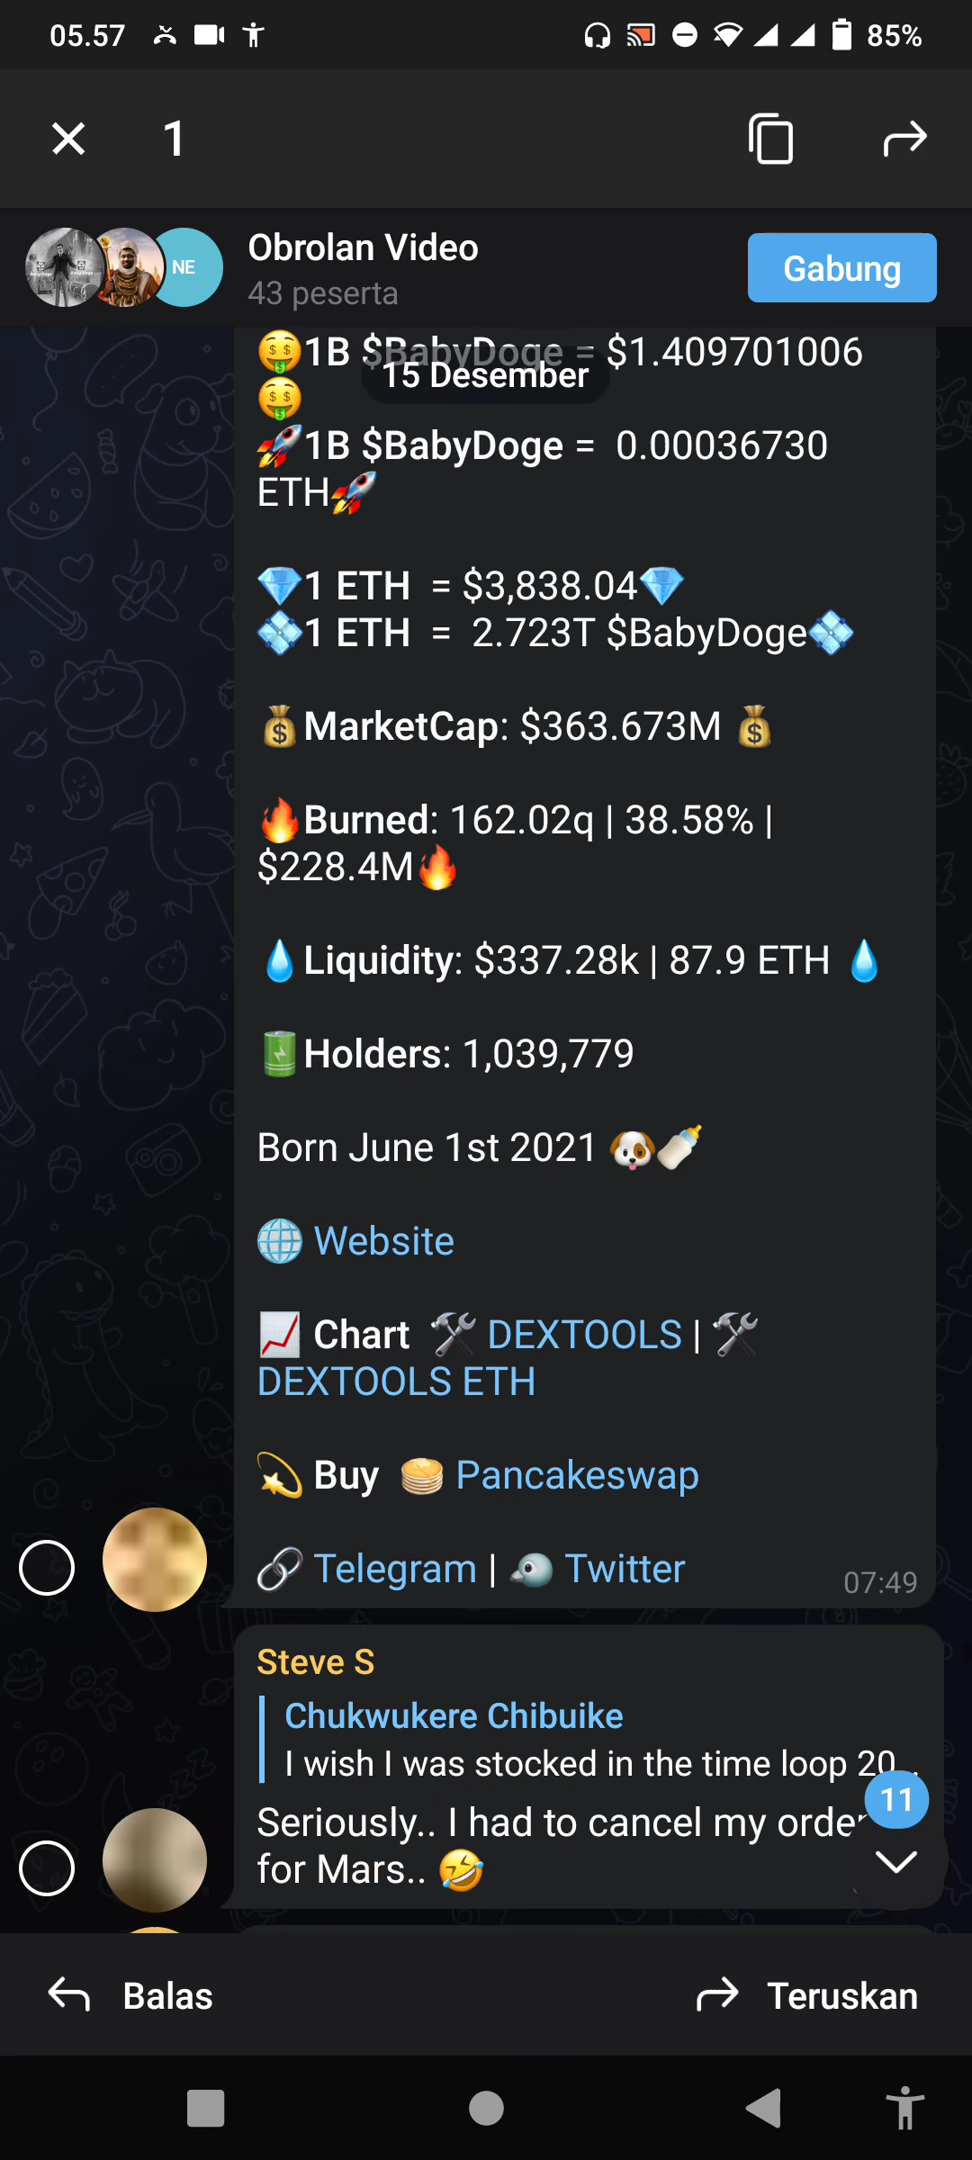 05.57
85%
1
NE
Obrolan Video
43 peserta
Gabung
🤑1B $BabyDoge = $1.409701006
🤑
15 Desember
🚀1B $BabyDoge = 0.00036730
ETH🚀
💎1 ETH = $3,838.04💎
💠1 ETH = 2.723T $BabyDoge💠
💰MarketCap: $363.673M 💰
🔥Burned: 162.02q | 38.58% |
$228.4M🔥
💧Liquidity: $337.28k | 87.9 ETH 💧
🔋Holders: 1,039,779
Born June 1st 2021 🐶🍼
🌐 Website
📈 Chart 🛠 DEXTOOLS | 🛠
DEXTOOLS ETH
💫 Buy 🥞 Pancakeswap
🔗 Telegram | 🐦 Twitter
07:49
Steve S
Chukwukere Chibuike
I wish I was stocked in the time loop 20...
11
Seriously.. I had to cancel my order
for Mars.. 🤣
Balas
Teruskan